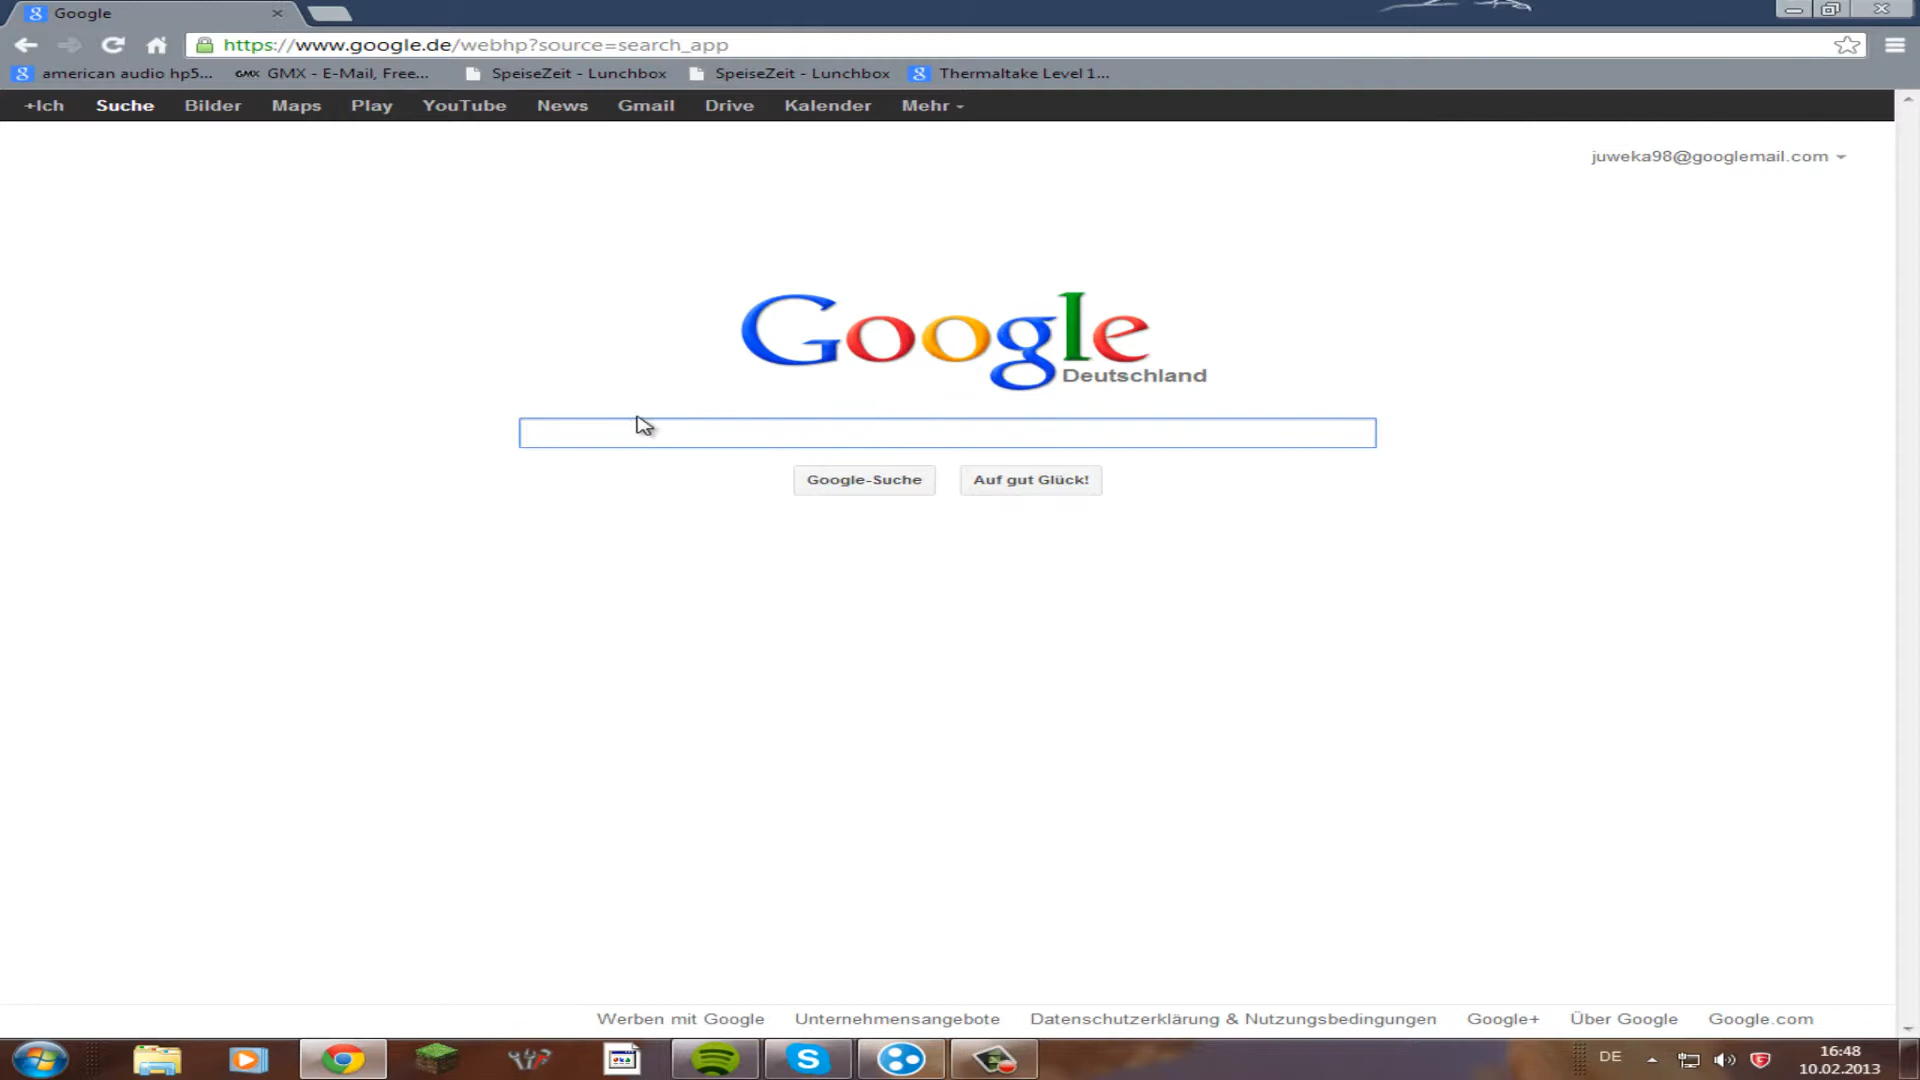 Google
https://www.google.de/webhp?source=search_app
american audio hp5... GMX GMX - E-Mail, Free... SpeiseZeit - Lunchbox SpeiseZeit - Lunchbox Thermaltake Level 1...
+Ich Suche Bilder Maps Play YouTube News Gmail Drive Kalender Mehr
juweka98@googlemail.com
Google
Deutschland
Google-Suche Auf gut Glück!
Werben mit Google Unternehmensangebote Datenschutzerklärung & Nutzungsbedingungen Google+ Über Google Google.com
DE 16:48
10.02.2013